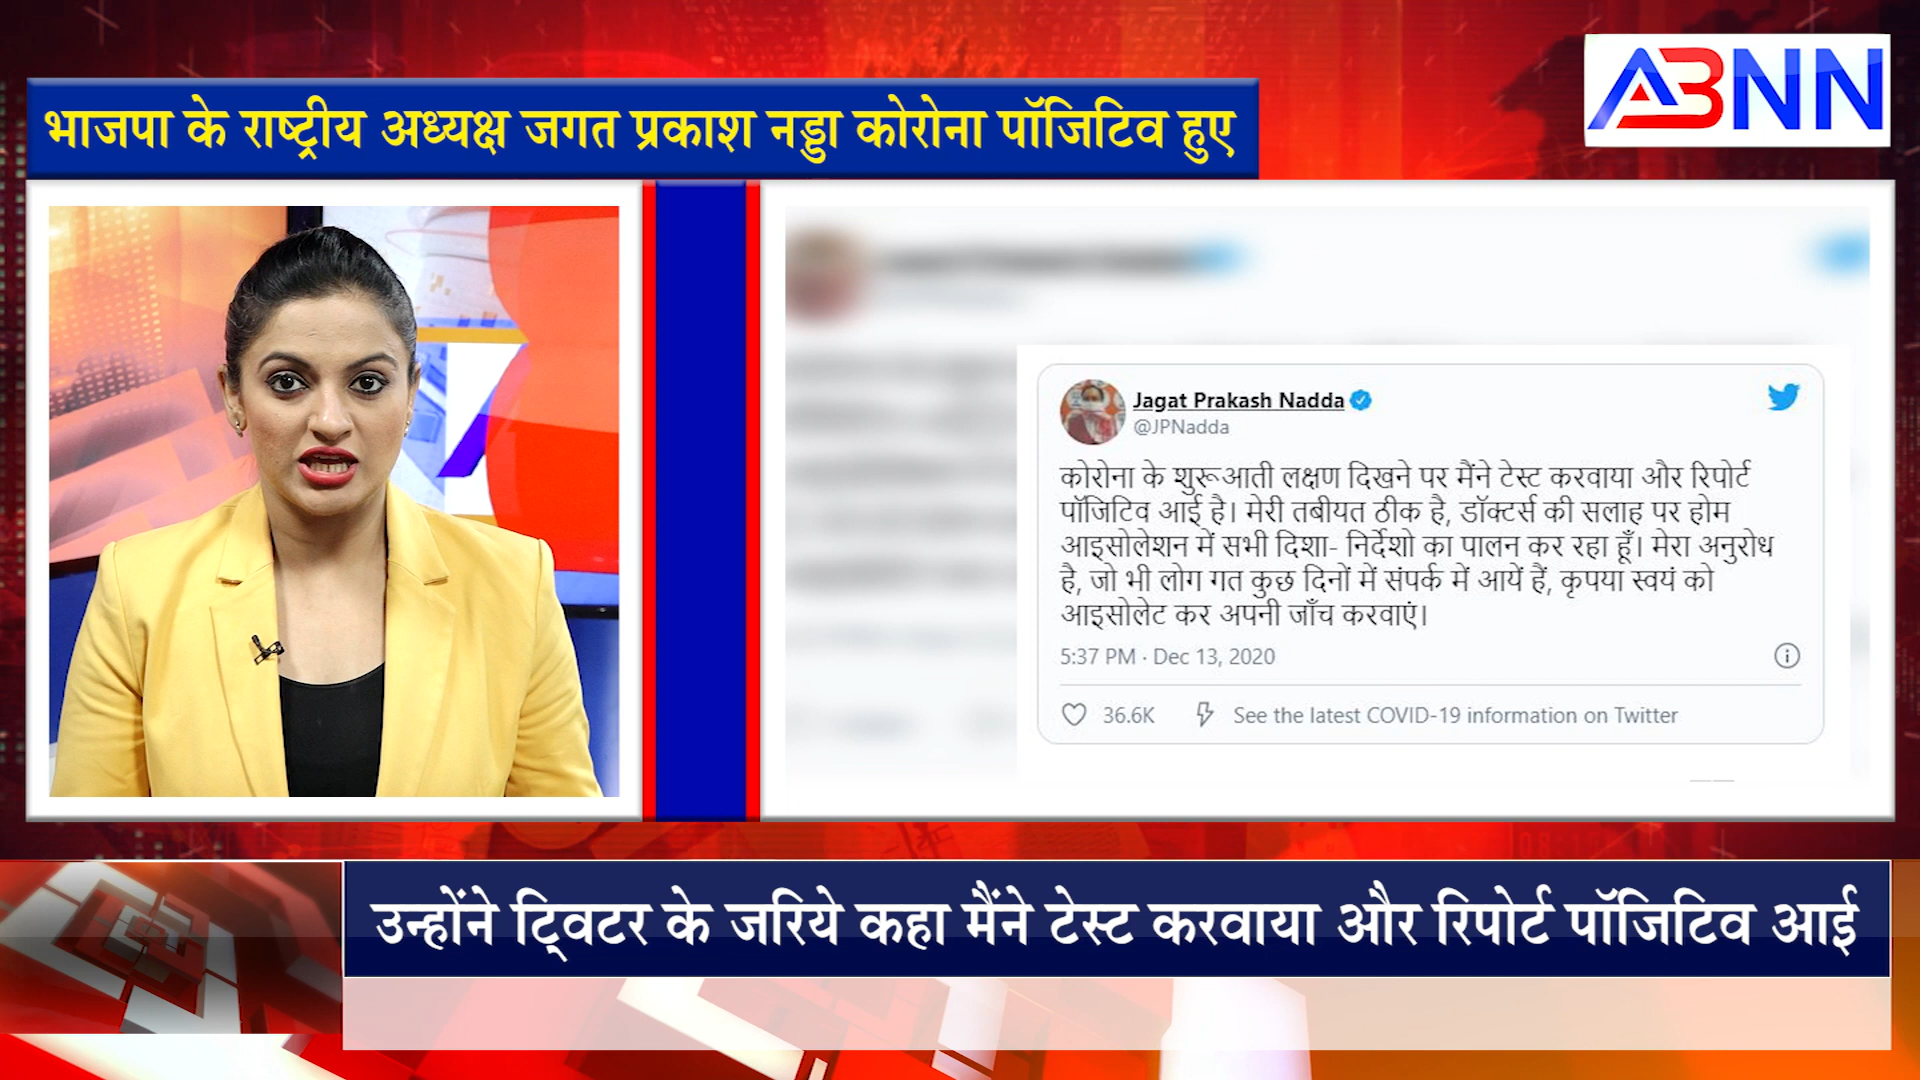 ABNN
भाजपा के राष्ट्रीय अध्यक्ष जगत प्रकाश नड्डा कोरोना पॉजिटिव हुए
Jagat Prakash Nadda
@JPNadda
कोरोना के शुरूआती लक्षण दिखने पर मैंने टेस्ट करवाया और रिपोर्ट
पॉजिटिव आई है। मेरी तबीयत ठीक है, डॉक्टर्स की सलाह पर होम
आइसोलेशन में सभी दिशा- निर्देशो का पालन कर रहा हूँ। मेरा अनुरोध
है, जो भी लोग गत कुछ दिनों में संपर्क में आयें हैं, कृपया स्वयं को
आइसोलेट कर अपनी जाँच करवाएं।
5:37 PM · Dec 13, 2020
36.6K See the latest COVID-19 information on Twitter
उन्होंने ट्विटर के जरिये कहा मैंने टेस्ट करवाया और रिपोर्ट पॉजिटिव आई